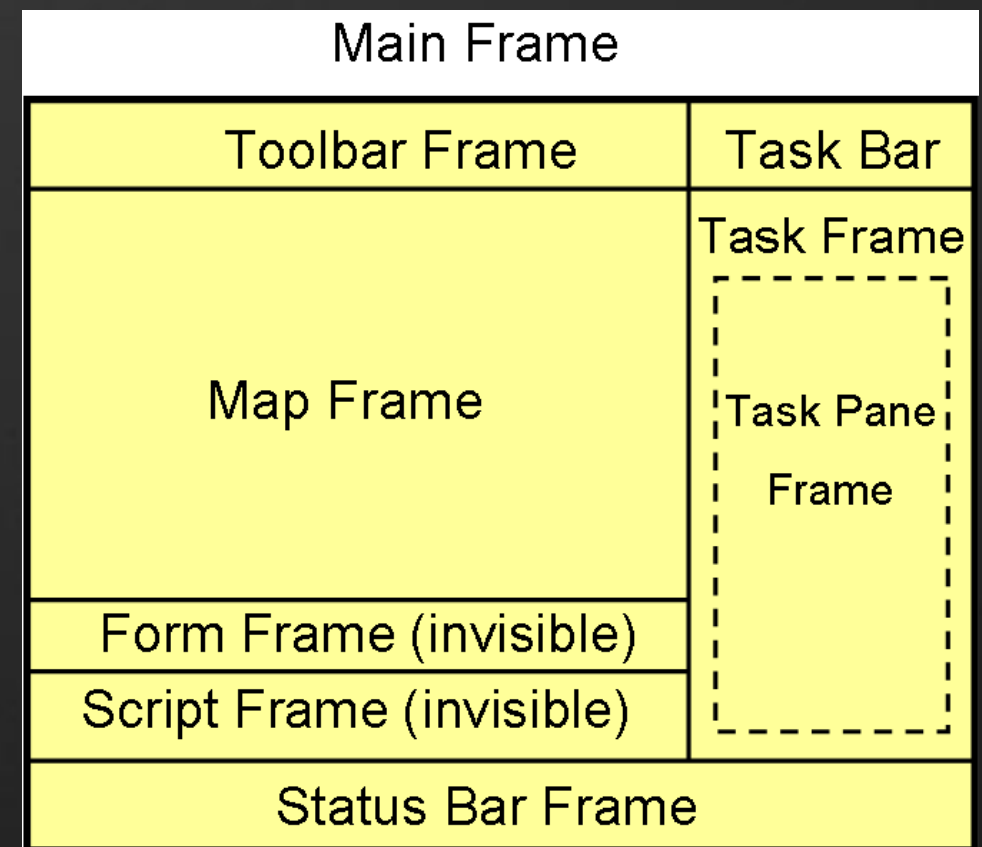 Main Frame
Toolbar Frame
Task Bar
Task Frame
Map Frame
Task Pane
Frame
Form Frame (invisible)
Script Frame (invisible)
Status Bar Frame